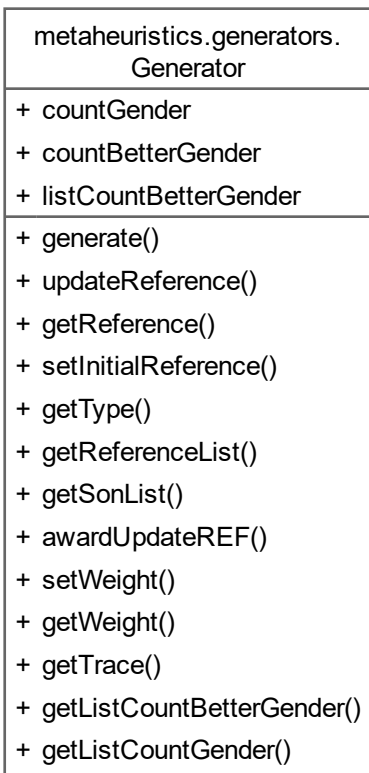 metaheuristics.generators.
Generator
+ countGender
+ countBetterGender
+ listCountBetterGender
+ generate()
+ updateReference()
+ getReference()
+ setInitialReference()
+ getType()
+ getReferenceList()
+ getSonList()
+ awardUpdateREF()
+ setWeight()
+ getWeight()
+ getTrace()
+ getListCountBetterGender()
+ getListCountGender()